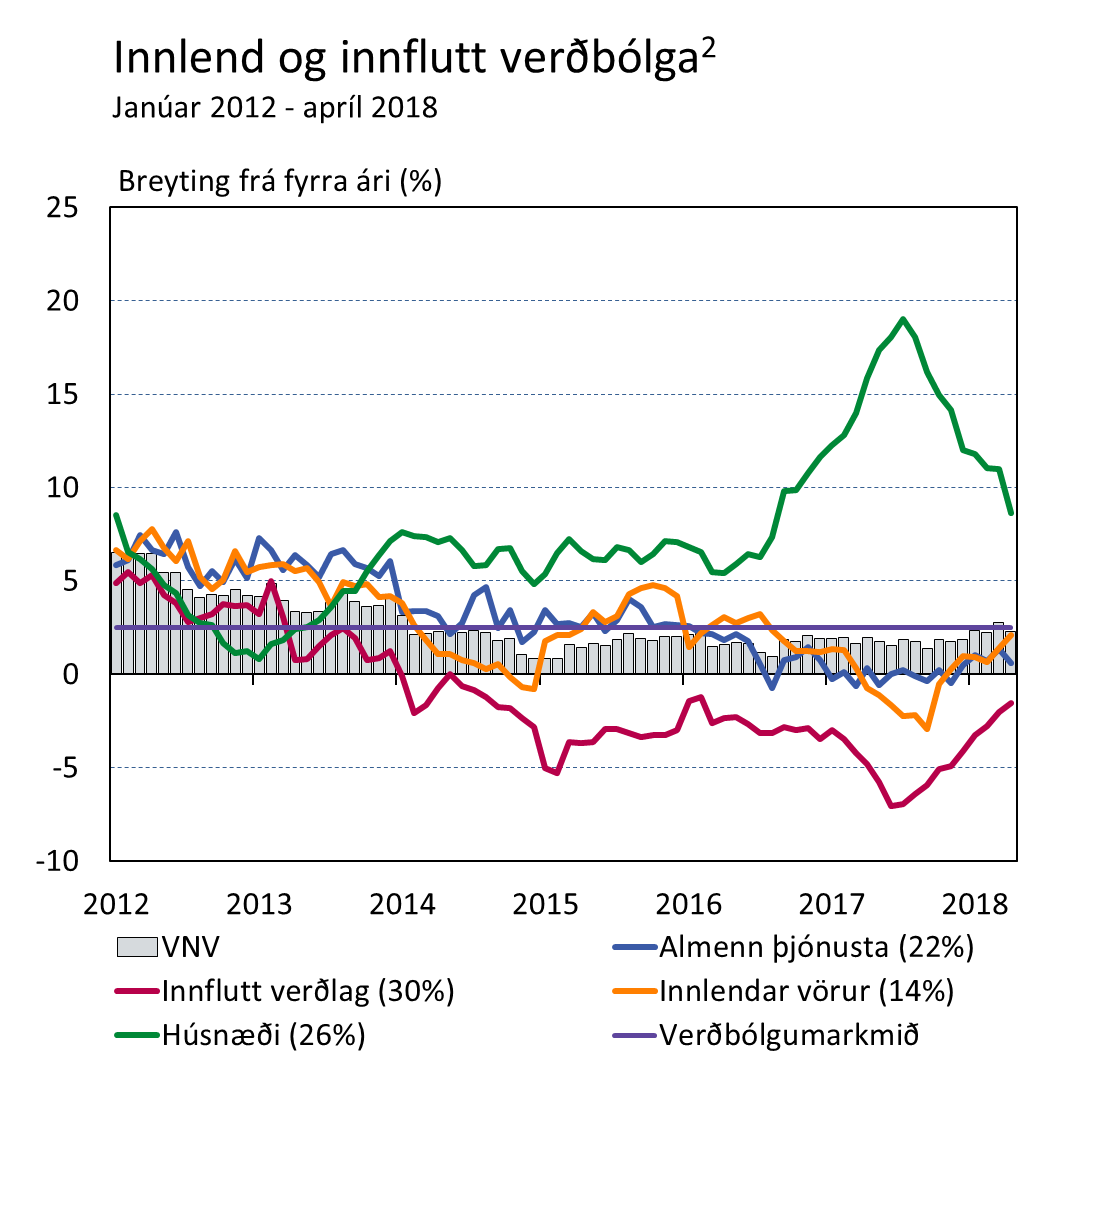 Innlend og innflutt verðbólga²
Janúar 2012 - apríl 2018
Breyting frá fyrra ári (%)
25
20
15
10
5
0
-5
-10
2012 2013 2014 2015 2016 2017 2018
VNV Almenn þjónusta (22%)
Innflutt verðlag (30%) Innlendar vörur (14%)
Húsnæði (26%) Verðbólgumarkmið